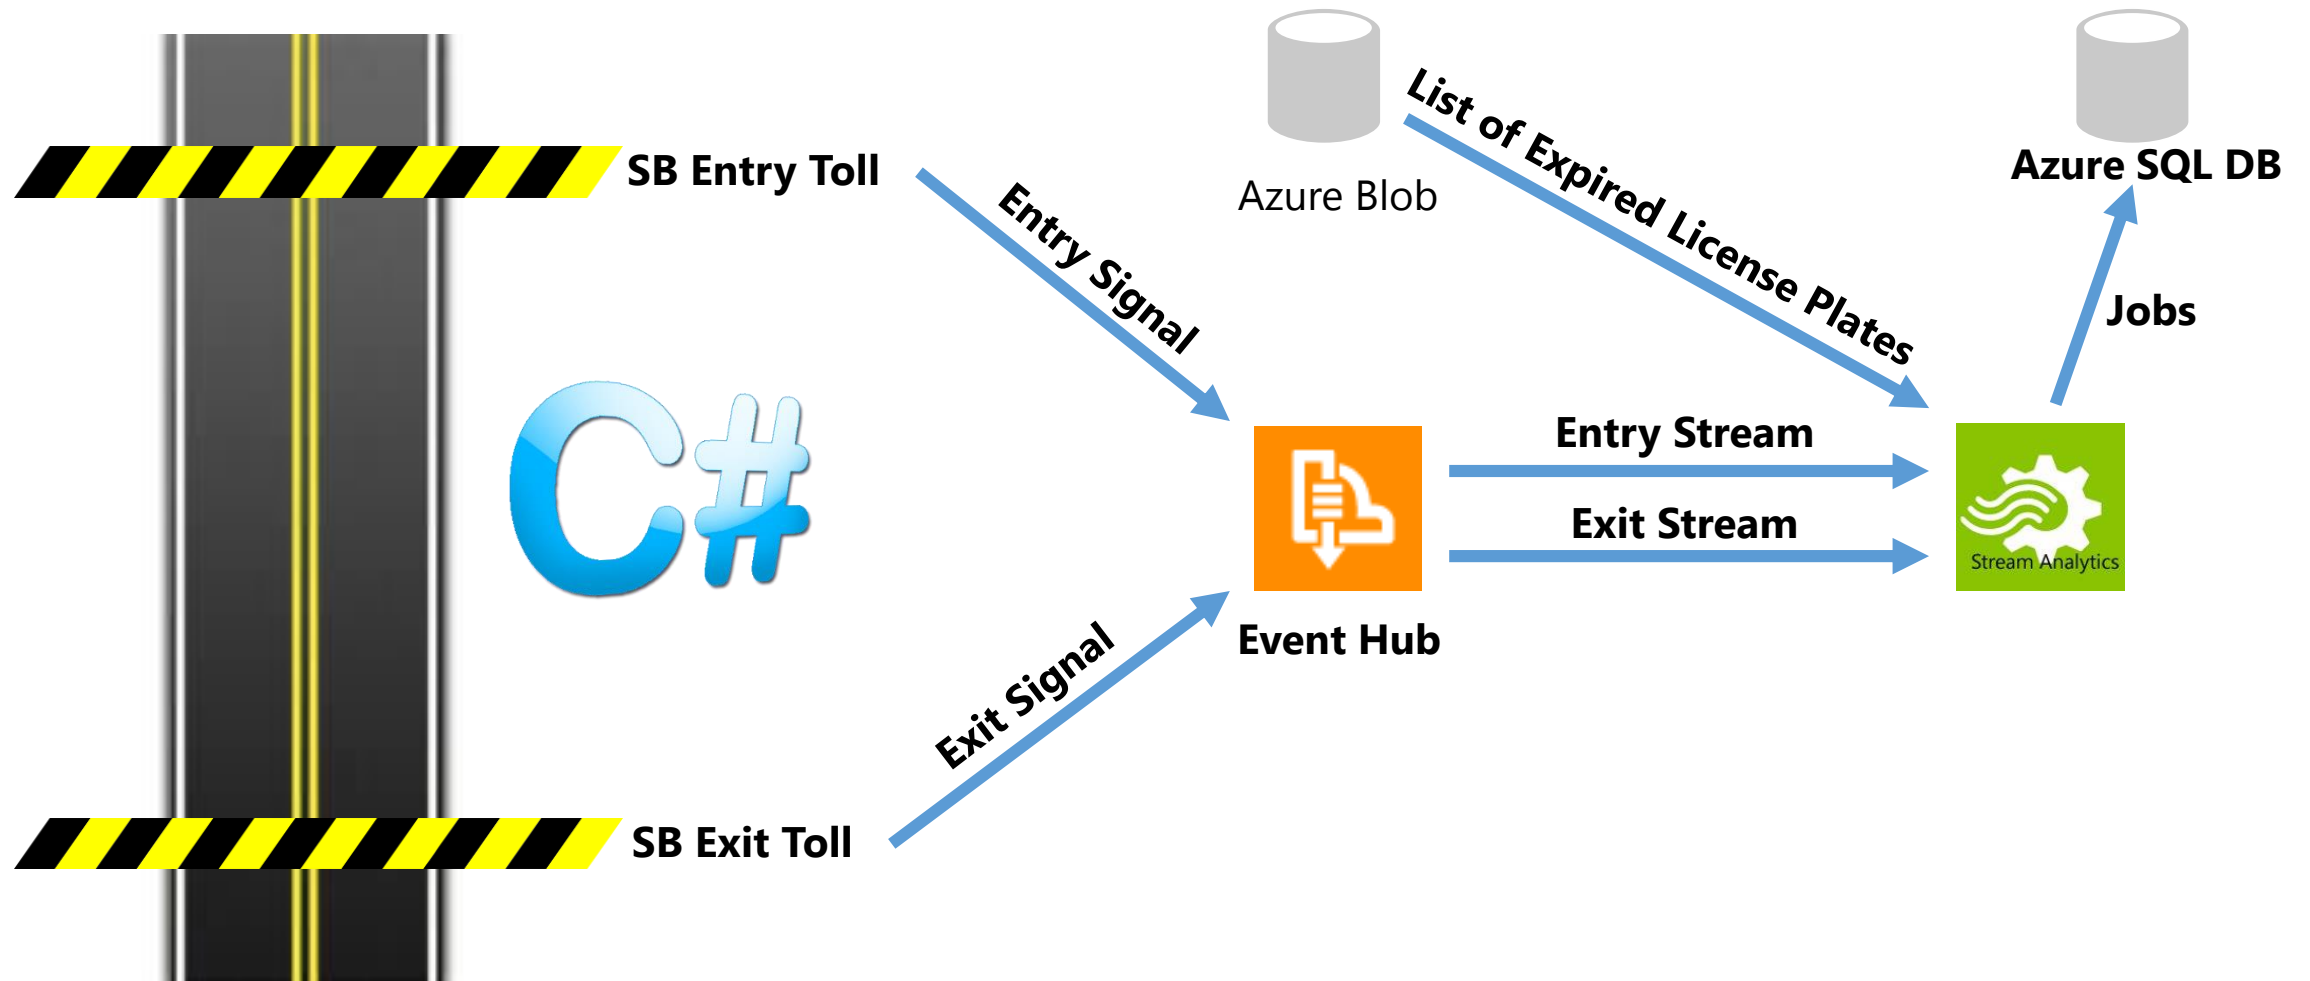 SB Entry Toll
Entry Signal
Azure Blob
List of Expired License Plates
Azure SQL DB
Jobs
C#
Entry Stream
Exit Stream
Stream Analytics
Event Hub
Exit Signal
SB Exit Toll